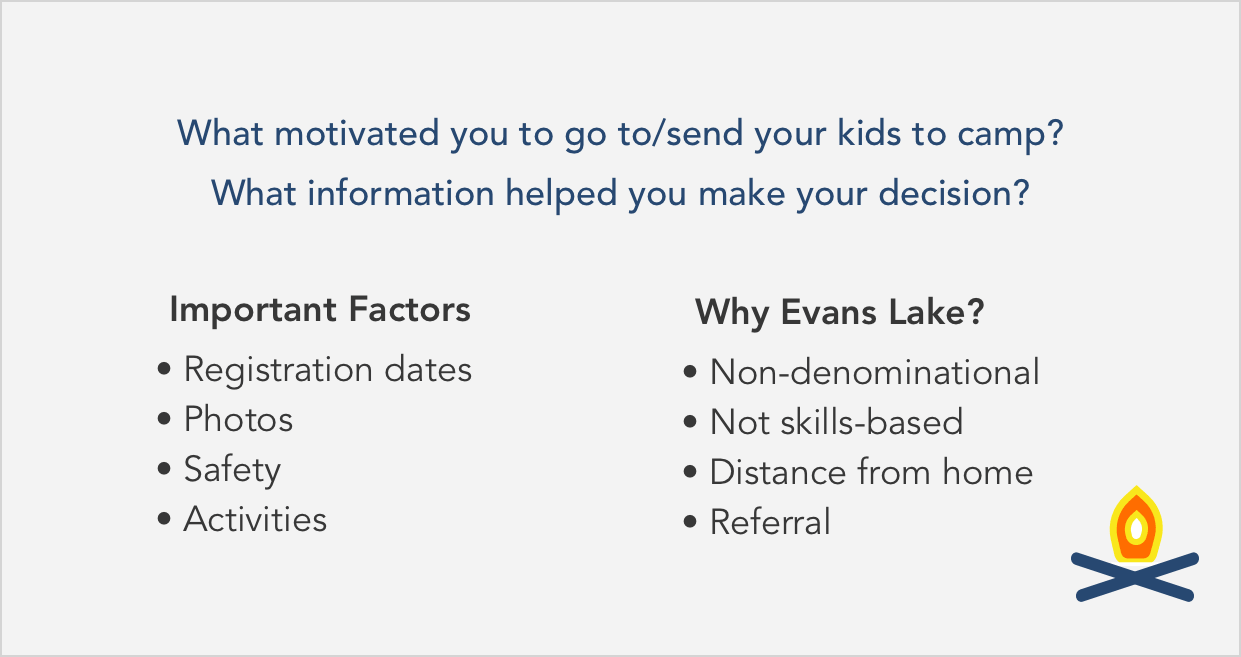 What motivated you to go to/send your kids to camp?
What information helped you make your decision?
Important Factors
• Registration dates
• Photos
• Safety
• Activities
Why Evans Lake?
• Non-denominational
• Not skills-based
• Distance from home
• Referral